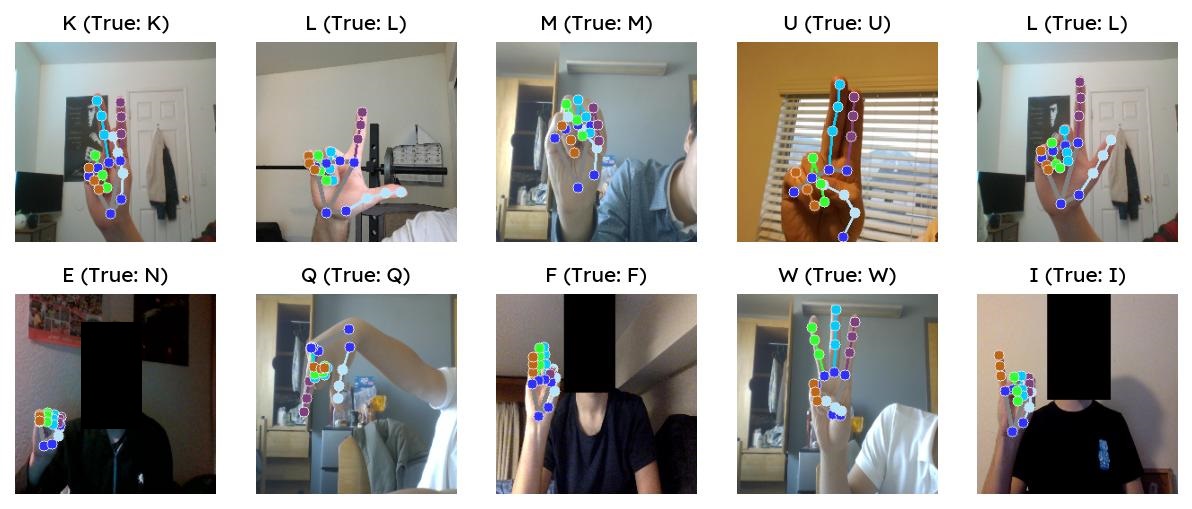 K (True: K)
L (True: L)
M (True: M)
U (True: U)
L (True: L)
E (True: N)
Q (True: Q)
F (True: F)
W (True: W)
I (True: I)